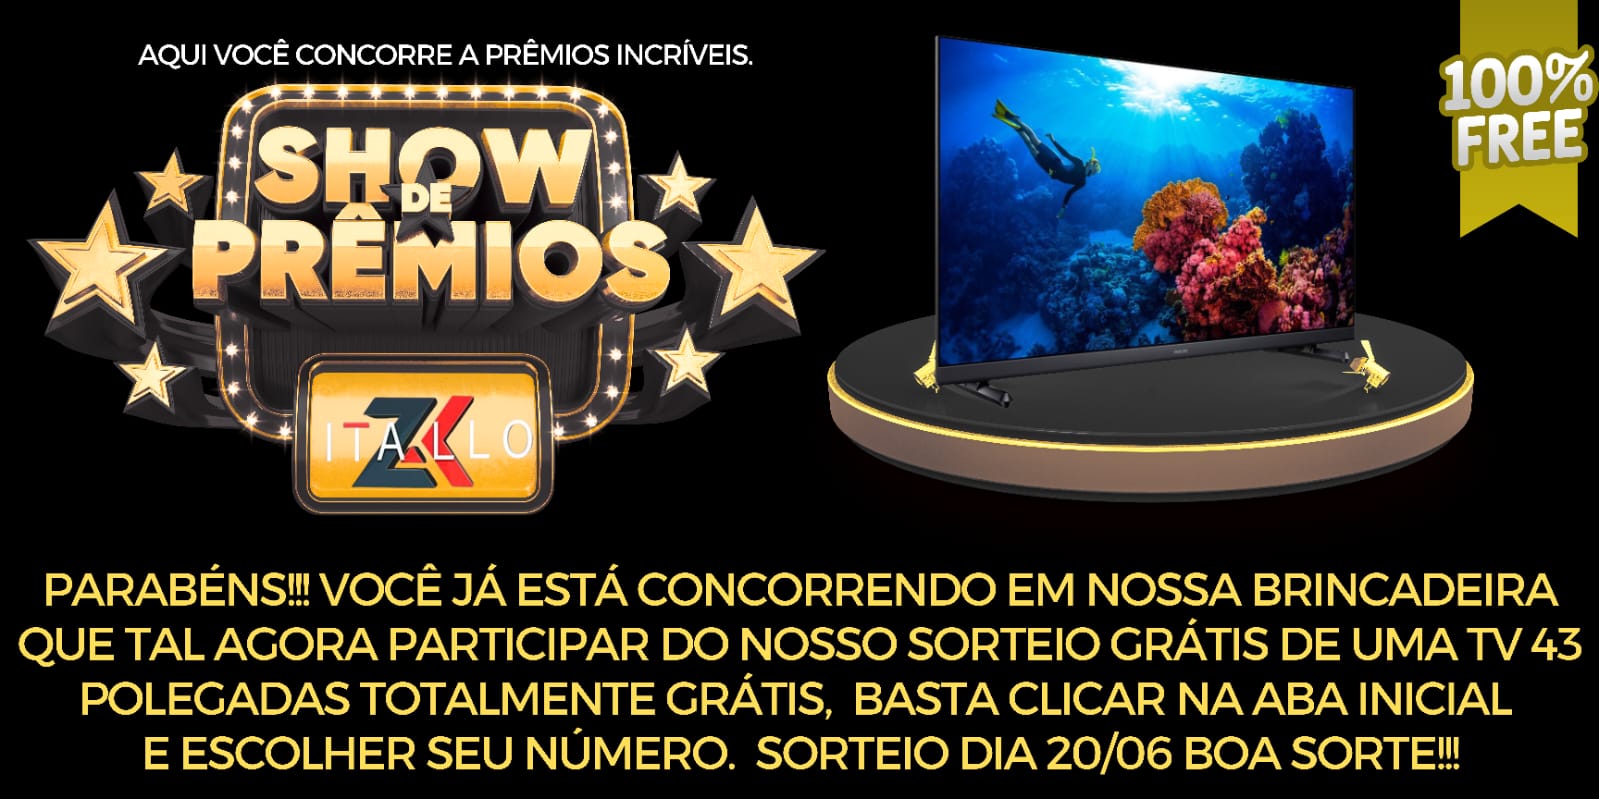 AQUI VOCÊ CONCORRE A PRÊMIOS INCRÍVEIS.
SHOW
DE
PRÊMIOS
ZK
ITALLO
100%
FREE
PARABÉNS!!! VOCÊ JÁ ESTÁ CONCORRENDO EM NOSSA BRINCADEIRA
QUE TAL AGORA PARTICIPAR DO NOSSO SORTEIO GRÁTIS DE UMA TV 43
POLEGADAS TOTALMENTE GRÁTIS, BASTA CLICAR NA ABA INICIAL
E ESCOLHER SEU NÚMERO. SORTEIO DIA 20/06 BOA SORTE!!!